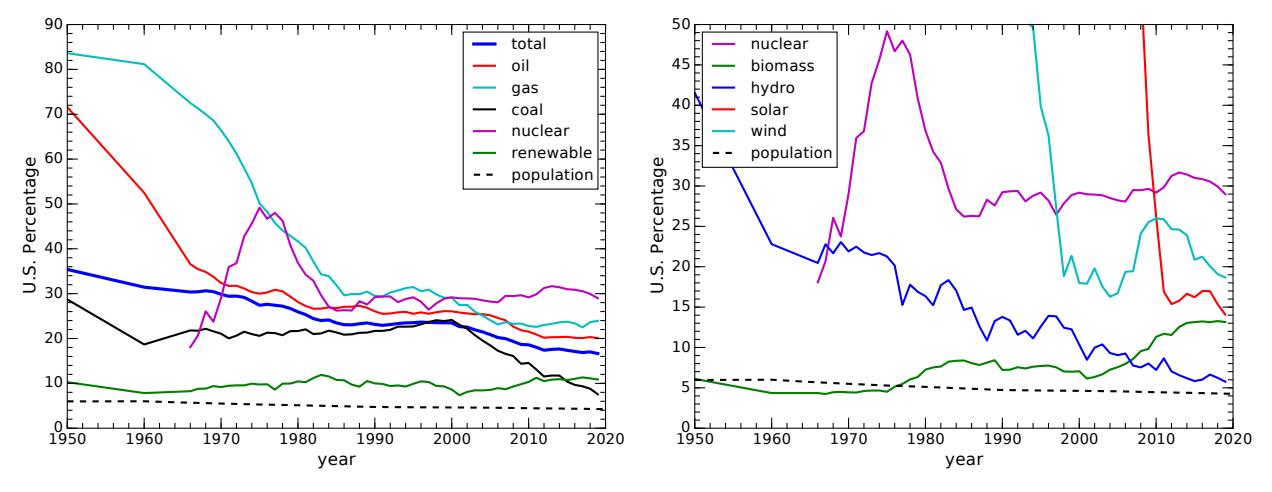 90
80
70
60
50
40
30
20
10
0
U.S. Percentage
1950 1960 1970 1980 1990 2000 2010 2020
year
total
oil
gas
coal
nuclear
renewable
population
50
45
40
35
30
25
20
15
10
5
0
U.S. Percentage
1950 1960 1970 1980 1990 2000 2010 2020
year
nuclear
biomass
hydro
solar
wind
population